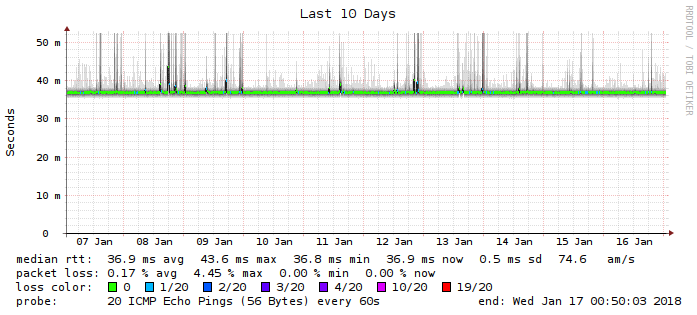 Last 10 Days
RRDTOOL / TOBI OETIKER
Seconds
50 m
40 m
30 m
20 m
10 m
0
07 Jan 08 Jan 09 Jan 10 Jan 11 Jan 12 Jan 13 Jan 14 Jan 15 Jan 16 Jan
median rtt: 36.9 ms avg 43.6 ms max 36.8 ms min 36.9 ms now 0.5 ms sd 74.6 am/s
packet loss: 0.17 % avg 4.45 % max 0.00 % min 0.00 % now
loss color: 0 1/20 2/20 3/20 4/20 10/20 19/20
probe: 20 ICMP Echo Pings (56 Bytes) every 60s end: Wed Jan 17 00:50:03 2018